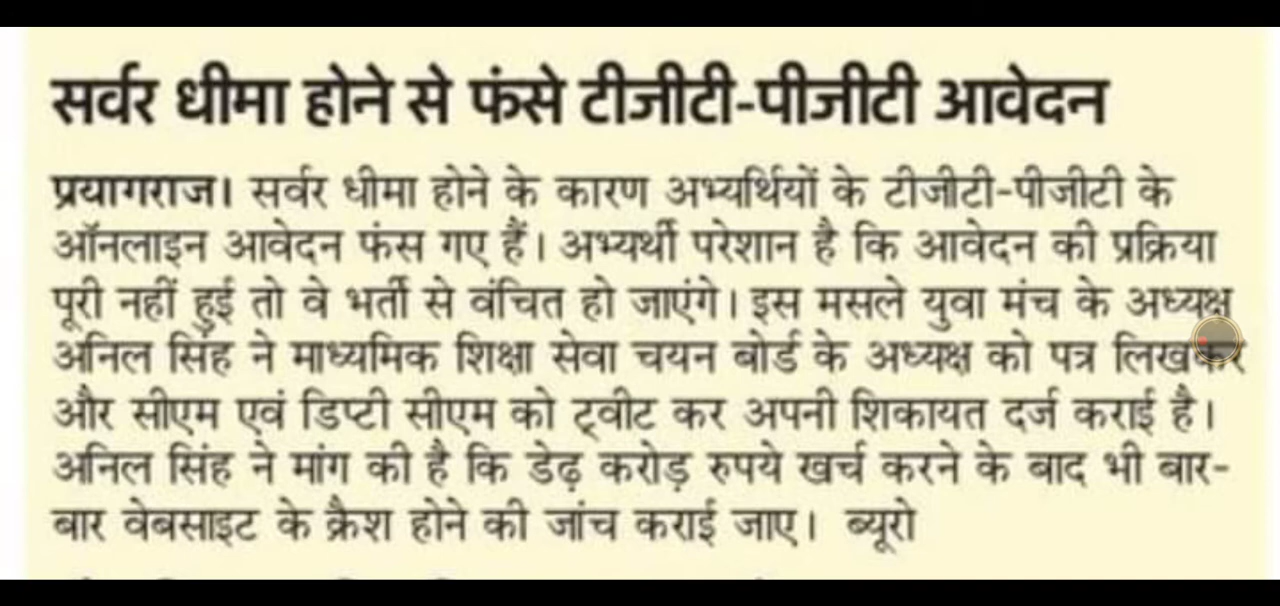 सर्वर धीमा होने से फंसे टीजीटी-पीजीटी आवेदन
प्रयागराज। सर्वर धीमा होने के कारण अभ्यर्थियों के टीजीटी-पीजीटी के
ऑनलाइन आवेदन फंस गए हैं। अभ्यर्थी परेशान है कि आवेदन की प्रक्रिया
पूरी नहीं हुई तो वे भर्ती से वंचित हो जाएंगे। इस मसले युवा मंच के अध्यक्ष
अनिल सिंह ने माध्यमिक शिक्षा सेवा चयन बोर्ड के अध्यक्ष को पत्र लिखकर
और सीएम एवं डिप्टी सीएम को ट्वीट कर अपनी शिकायत दर्ज कराई है।
अनिल सिंह ने मांग की है कि डेढ़ करोड़ रुपये खर्च करने के बाद भी बार-
बार वेबसाइट के क्रैश होने की जांच कराई जाए। ब्यूरो